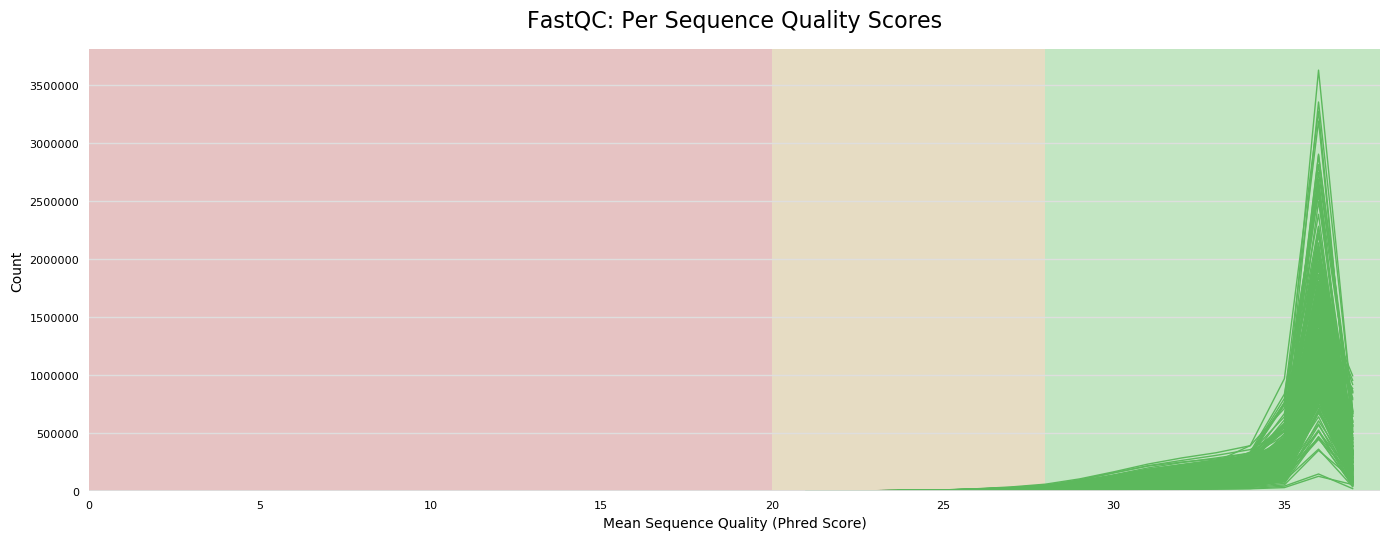 FastQC: Per Sequence Quality Scores
3500000
3000000
2500000
2000000
1500000
1000000
500000
0
Count
0 5 10 15 20 25 30 35
Mean Sequence Quality (Phred Score)